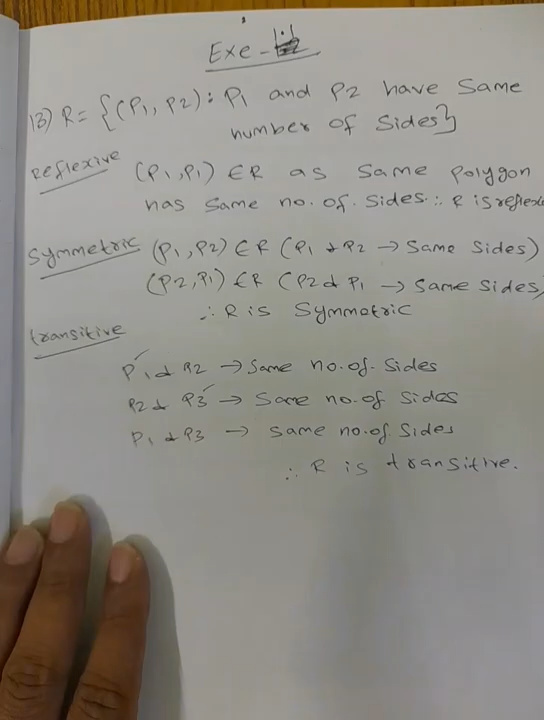 Exe - 1.1
13) R = {(P1, P2) : P1 and P2 have same
number of sides}
Reflexive
(P1, P1) ∈ R as same polygon
has same no. of. sides ∴ R is reflexi
Symmetric (P1, P2) ∈ R (P1 & P2 → same sides)
(P2, P1) ∈ R (P2 & P1 → same sides)
∴ R is symmetric
transitive
P1 & P2 → same no. of. sides
P2 & P3 → same no. of sides
P1 & P3 → same no. of. sides
∴ R is transitive.